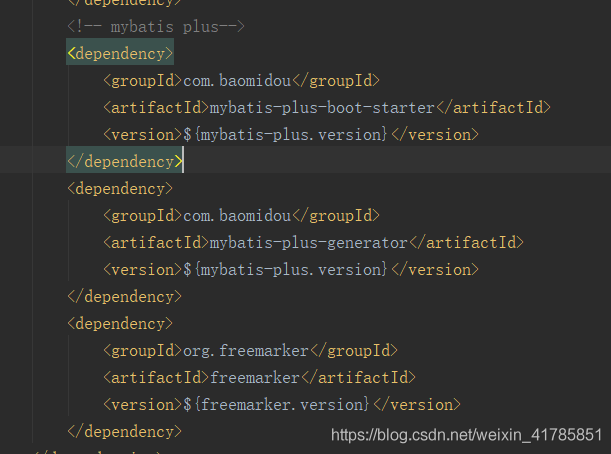 </dependency>
<!-- mybatis plus-->
<dependency>
<groupId>com.baomidou</groupId>
<artifactId>mybatis-plus-boot-starter</artifactId>
<version>${mybatis-plus.version}</version>
</dependency>
<dependency>
<groupId>com.baomidou</groupId>
<artifactId>mybatis-plus-generator</artifactId>
<version>${mybatis-plus.version}</version>
</dependency>
<dependency>
<groupId>org.freemarker</groupId>
<artifactId>freemarker</artifactId>
<version>${freemarker.version}</version>
</dependency>
https://blog.csdn.net/weixin_41785851